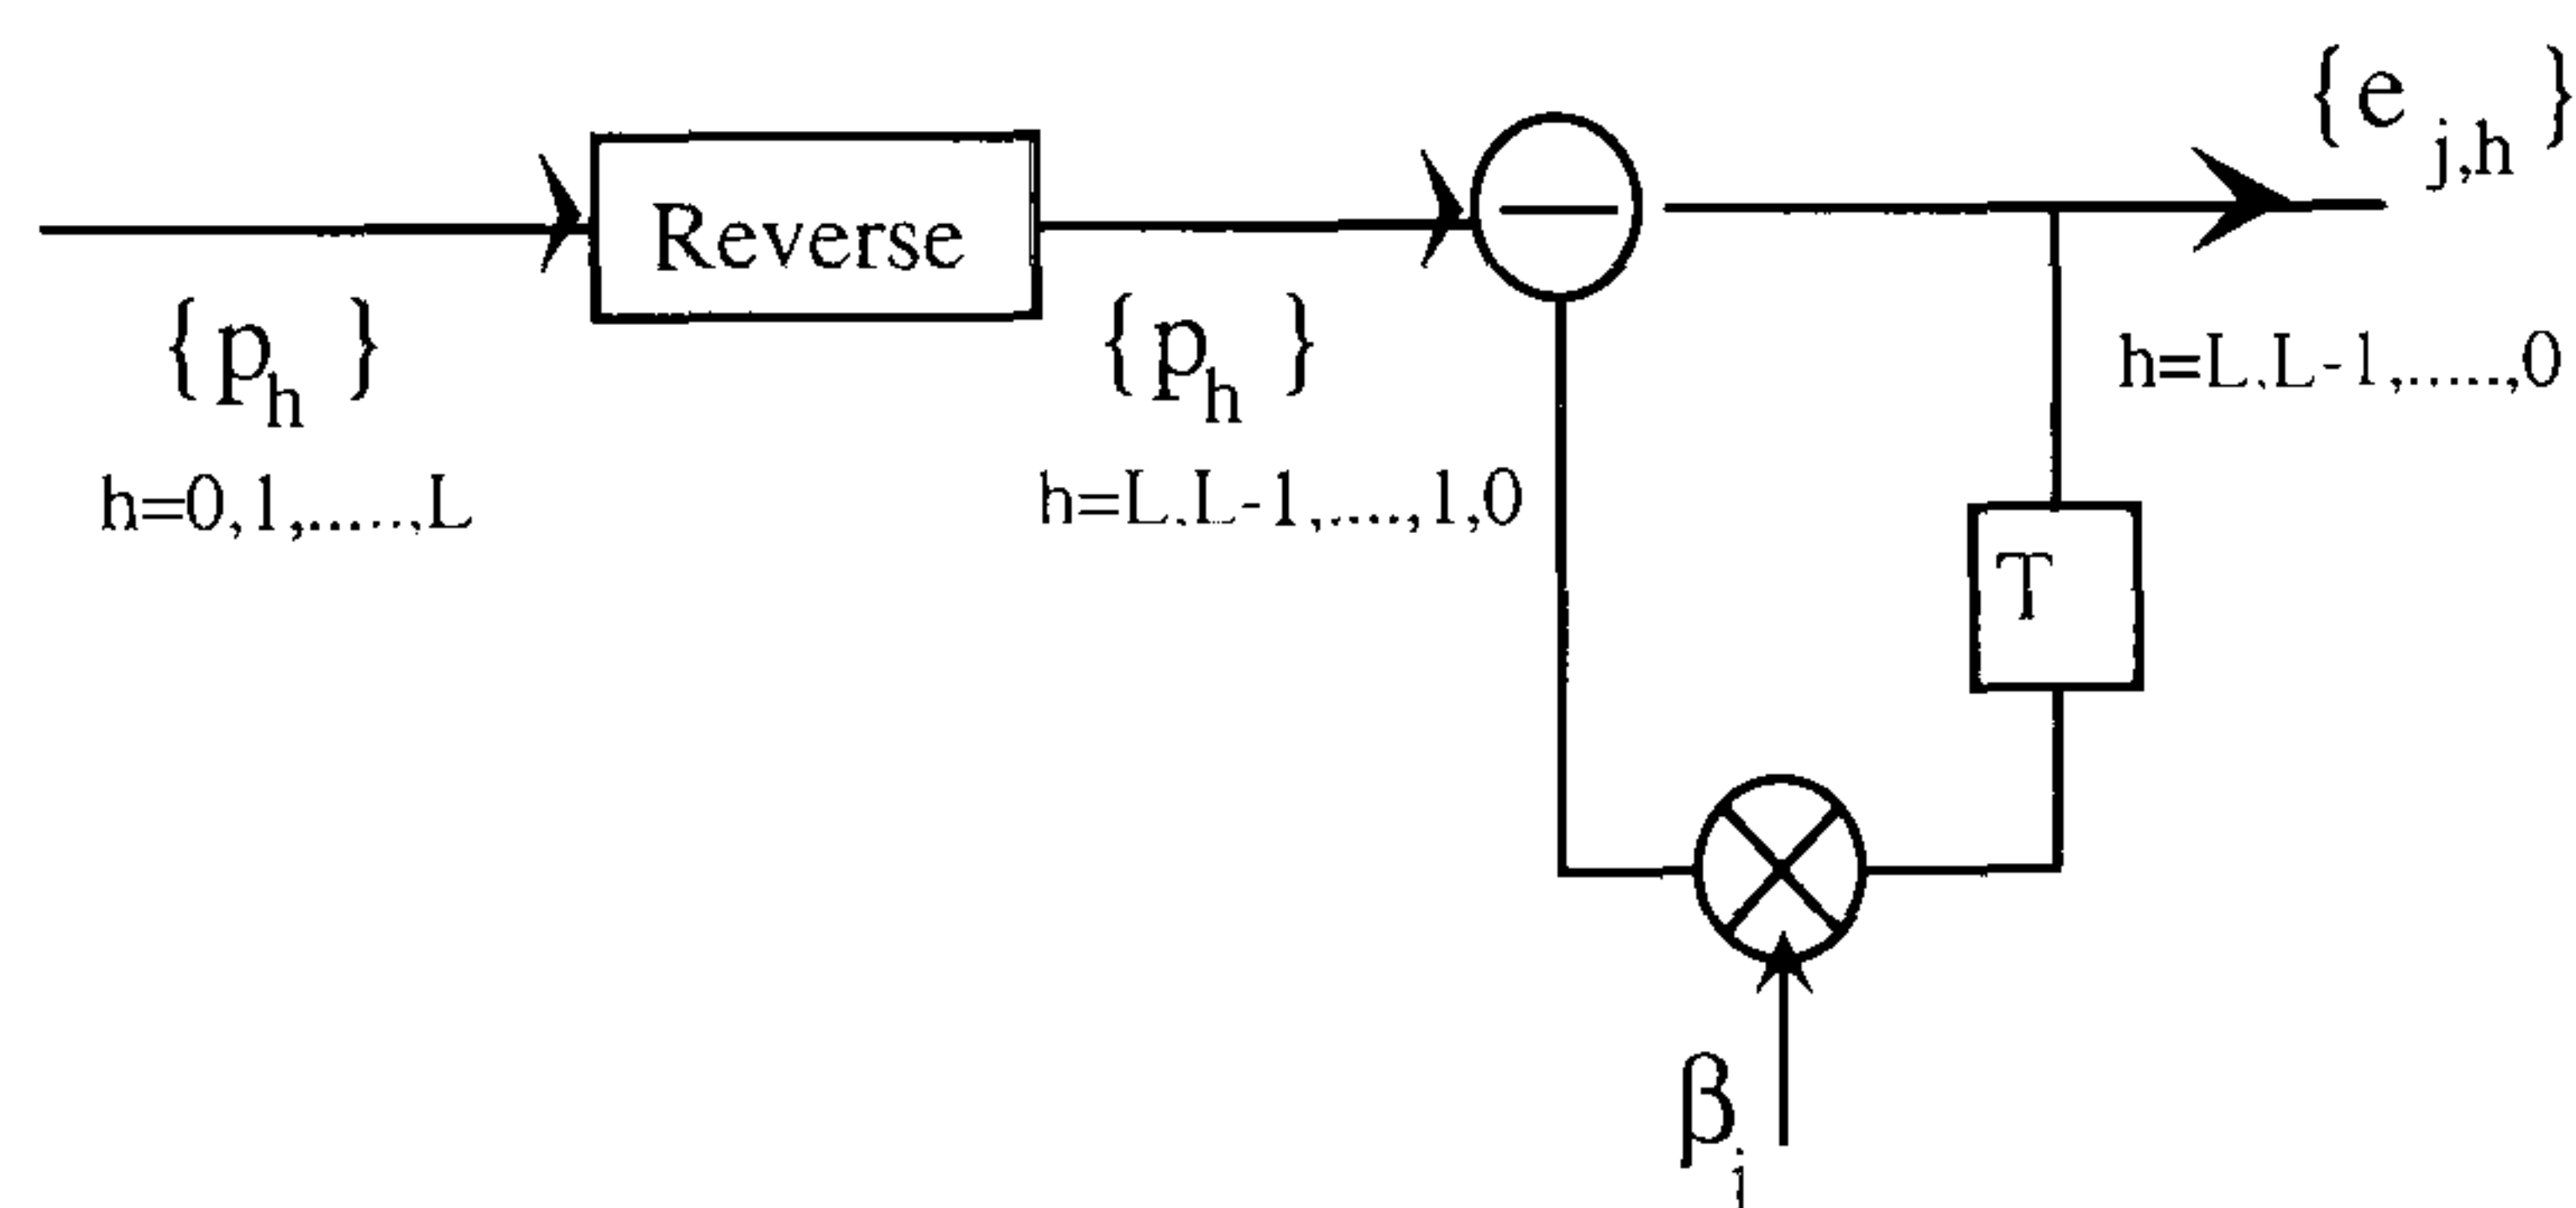 {e j,h }
Reverse
{p h }
h=0,1,.....,L
{p h }
h=L,L-1,....,1,0
h=L,L-1,.....,0
T
β